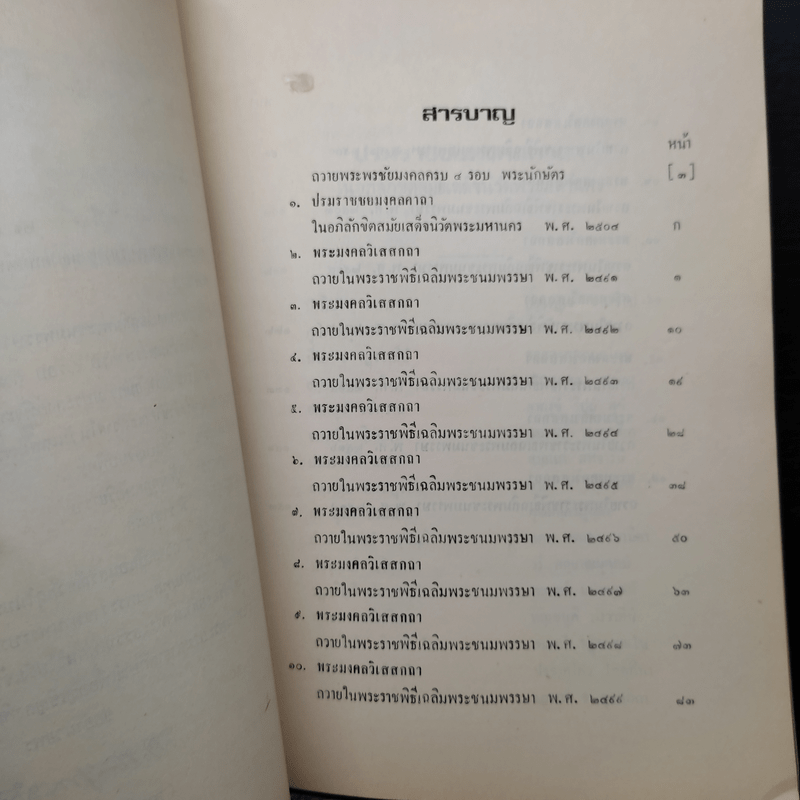 สารบาญ
หน้า
ถวายพระพรชัยมงคลครบ ๔ รอบ พระนักษัตร [๓]
๑. ปรมราชชยมงฺคลคาถา
ในอภิลักขิตสมัยเสด็จนิวัตพระมหานคร พ.ศ. ๒๕๐๔ ก
๒. พระมงคลวิเสสกถา
ถวายในพระราชพิธีเฉลิมพระชนมพรรษา พ.ศ. ๒๔๙๑ ๑
๓. พระมงคลวิเสสกถา
ถวายในพระราชพิธีเฉลิมพระชนมพรรษา พ.ศ. ๒๔๙๒ ๑๐
๔. พระมงคลวิเสสกถา
ถวายในพระราชพิธีเฉลิมพระชนมพรรษา พ.ศ. ๒๔๙๓ ๑๙
๕. พระมงคลวิเสสกถา
ถวายในพระราชพิธีเฉลิมพระชนมพรรษา พ.ศ. ๒๔๙๔ ๒๘
๖. พระมงคลวิเสสกถา
ถวายในพระราชพิธีเฉลิมพระชนมพรรษา พ.ศ. ๒๔๙๕ ๓๘
๗. พระมงคลวิเสสกถา
ถวายในพระราชพิธีเฉลิมพระชนมพรรษา พ.ศ. ๒๔๙๖ ๕๐
๘. พระมงคลวิเสสกถา
ถวายในพระราชพิธีเฉลิมพระชนมพรรษา พ.ศ. ๒๔๙๗ ๖๓
๙. พระมงคลวิเสสกถา
ถวายในพระราชพิธีเฉลิมพระชนมพรรษา พ.ศ. ๒๔๙๘ ๗๓
๑๐. พระมงคลวิเสสกถา
ถวายในพระราชพิธีเฉลิมพระชนมพรรษา พ.ศ. ๒๔๙๙ ๘๓